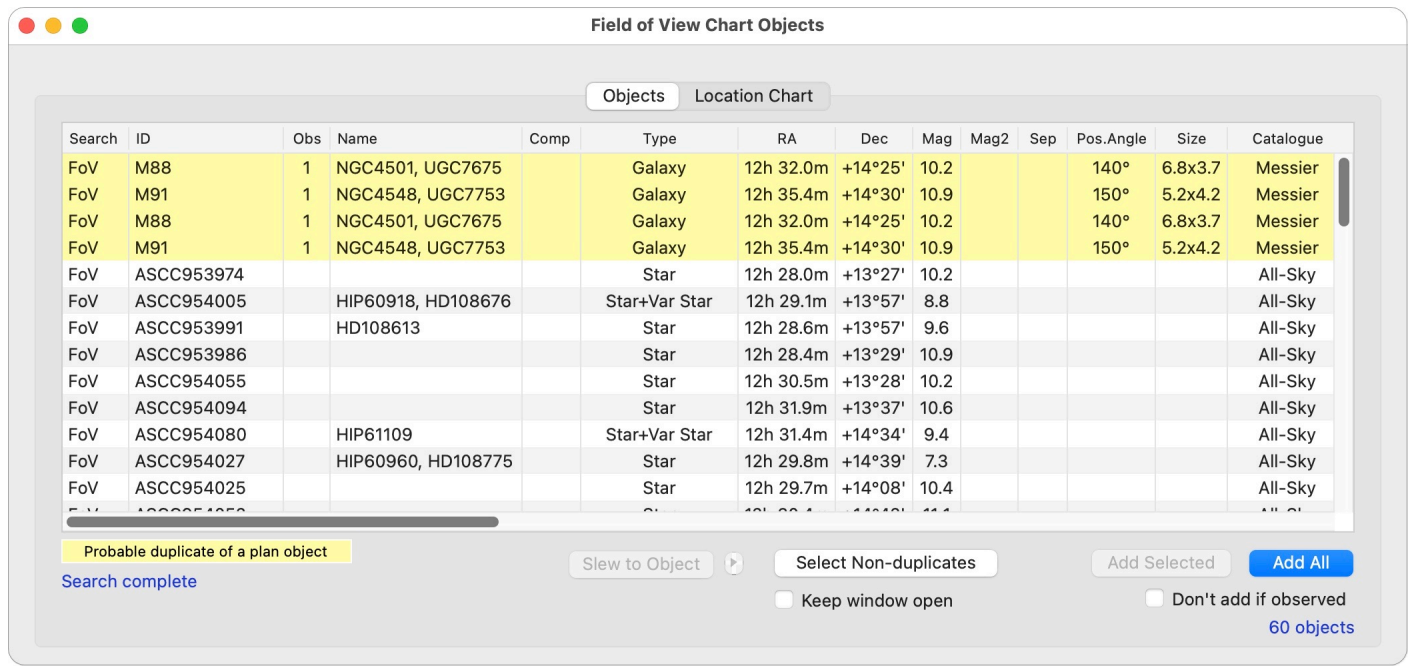 Field of View Chart Objects
Objects Location Chart
Search ID Obs Name Comp Type RA Dec Mag Mag2 Sep Pos.Angle Size Catalogue
FoV M88 1 NGC4501, UGC7675 Galaxy 12h 32.0m +14°25' 10.2 140° 6.8x3.7 Messier
FoV M91 1 NGC4548, UGC7753 Galaxy 12h 35.4m +14°30' 10.9 150° 5.2x4.2 Messier
FoV M88 1 NGC4501, UGC7675 Galaxy 12h 32.0m +14°25' 10.2 140° 6.8x3.7 Messier
FoV M91 1 NGC4548, UGC7753 Galaxy 12h 35.4m +14°30' 10.9 150° 5.2x4.2 Messier
FoV ASCC953974 Star 12h 28.0m +13°27' 10.2 All-Sky
FoV ASCC954005 HIP60918, HD108676 Star+Var Star 12h 29.1m +13°57' 8.8 All-Sky
FoV ASCC953991 HD108613 Star 12h 28.6m +13°57' 9.6 All-Sky
FoV ASCC953986 Star 12h 28.4m +13°29' 10.9 All-Sky
FoV ASCC954055 Star 12h 30.5m +13°28' 10.2 All-Sky
FoV ASCC954094 Star 12h 31.9m +13°37' 10.6 All-Sky
FoV ASCC954080 HIP61109 Star+Var Star 12h 31.4m +14°34' 9.4 All-Sky
FoV ASCC954027 HIP60960, HD108775 Star 12h 29.8m +14°39' 7.3 All-Sky
FoV ASCC954025 Star 12h 29.7m +14°08' 10.4 All-Sky
Probable duplicate of a plan object
Search complete
Slew to Object
Select Non-duplicates
Keep window open
Add Selected
Add All
Don't add if observed
60 objects